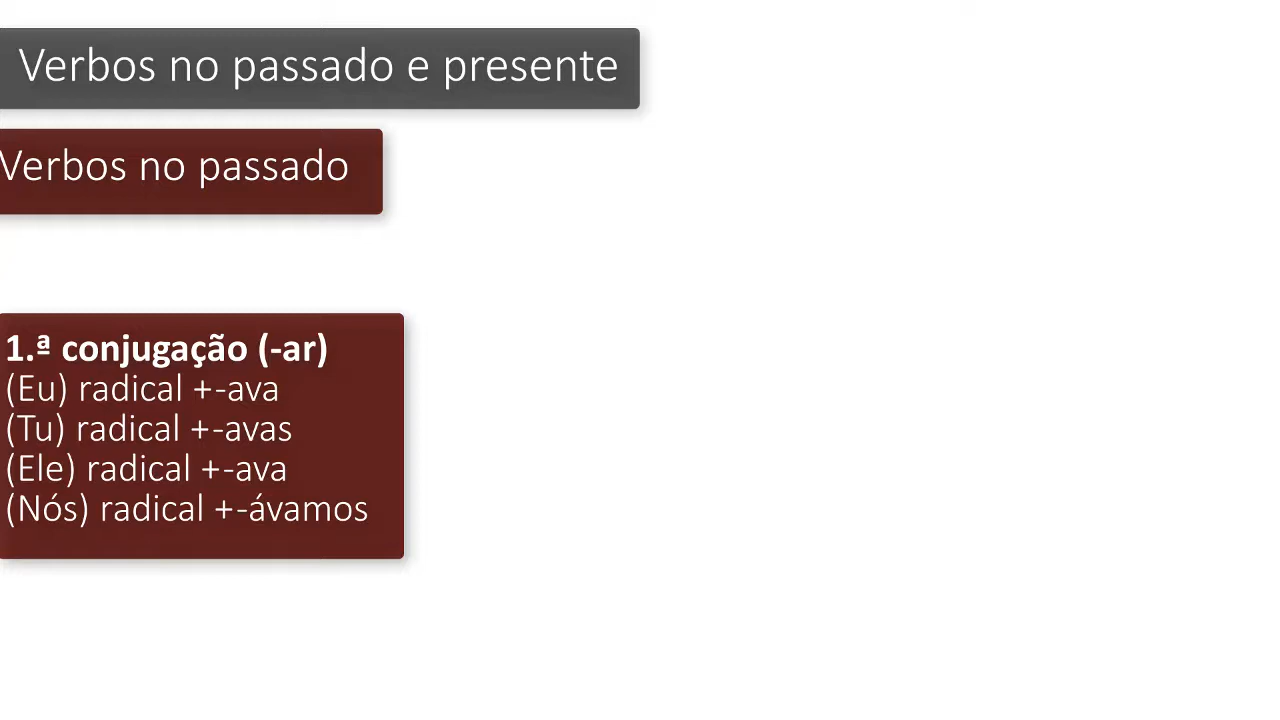 Verbos no passado e presente
Verbos no passado
1.ª conjugação (-ar)
(Eu) radical +-ava
(Tu) radical +-avas
(Ele) radical +-ava
(Nós) radical +-ávamos